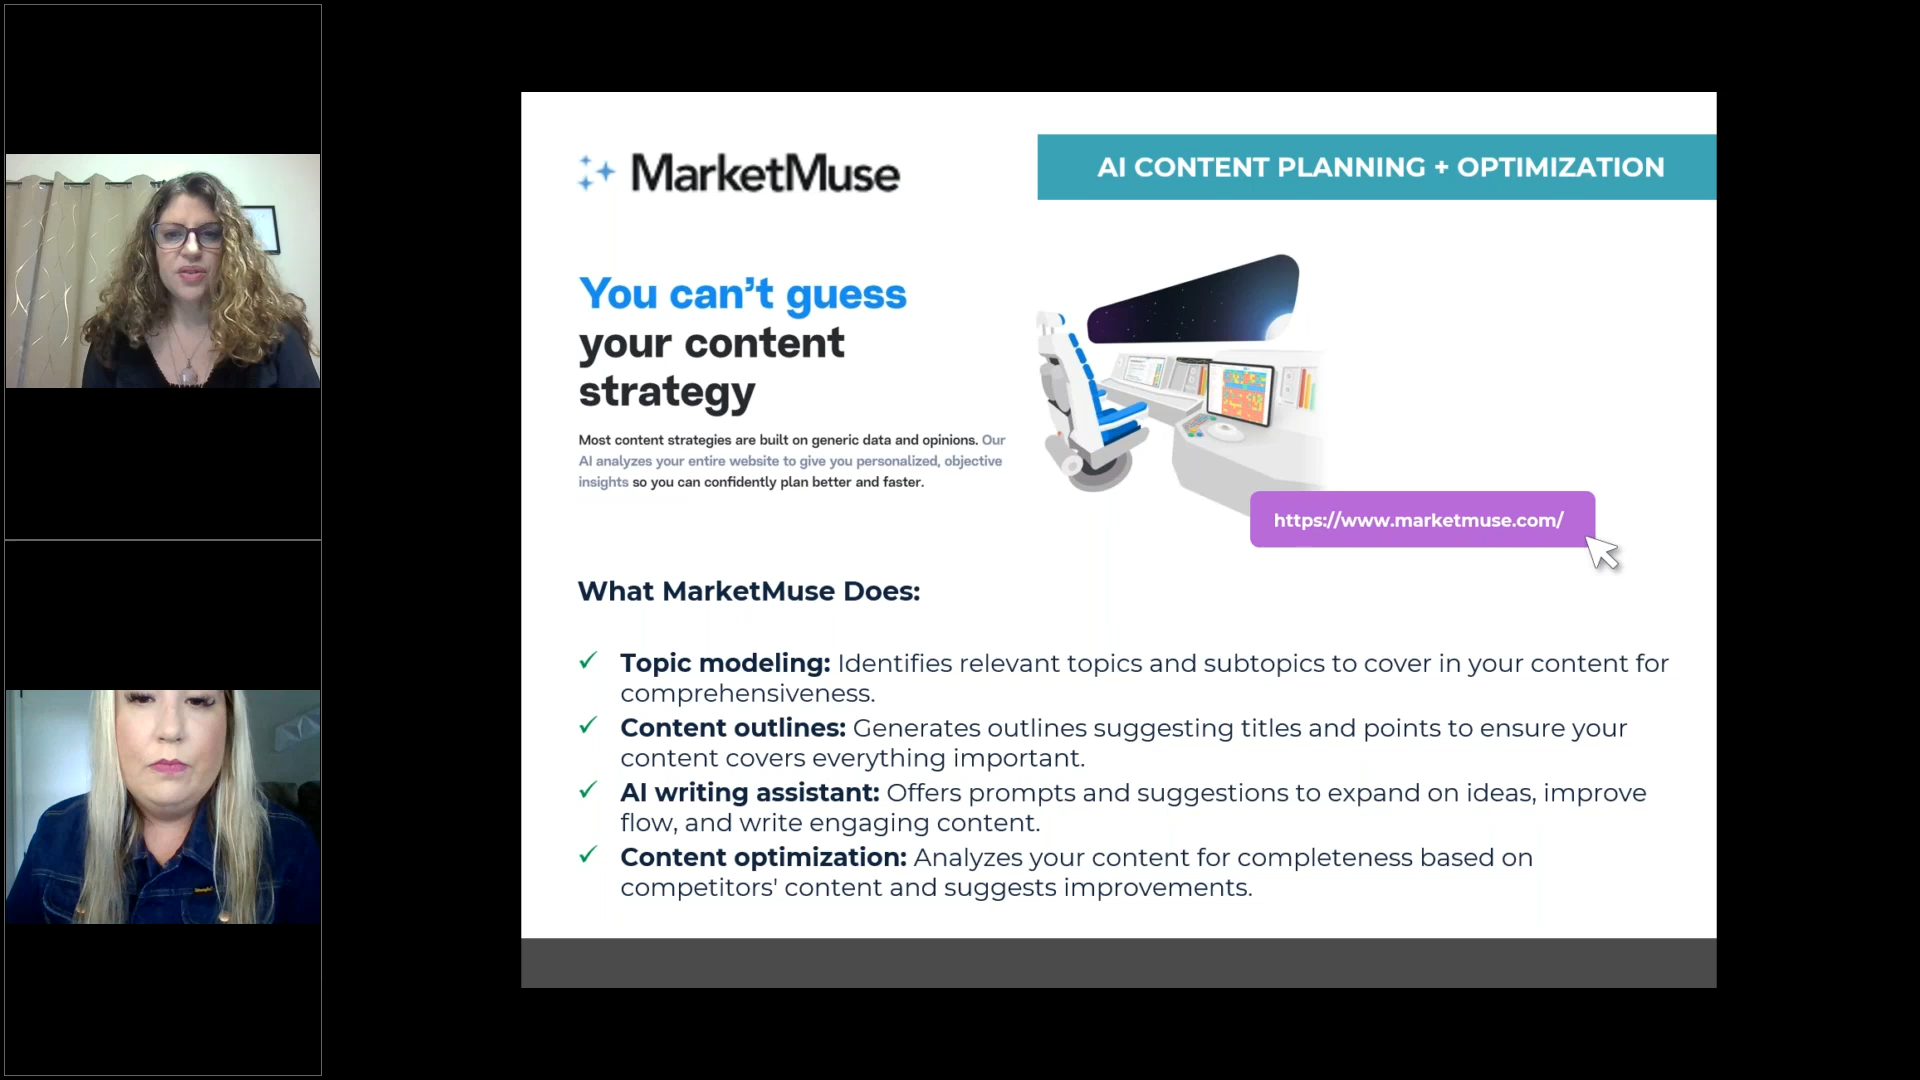 MarketMuse
AI CONTENT PLANNING + OPTIMIZATION
You can't guess
your content
strategy
Most content strategies are built on generic data and opinions. Our
AI analyzes your entire website to give you personalized, objective
insights so you can confidently plan better and faster.
https://www.marketmuse.com/
What MarketMuse Does:
✓ Topic modeling: Identifies relevant topics and subtopics to cover in your content for
comprehensiveness.
✓ Content outlines: Generates outlines suggesting titles and points to ensure your
content covers everything important.
✓ AI writing assistant: Offers prompts and suggestions to expand on ideas, improve
flow, and write engaging content.
✓ Content optimization: Analyzes your content for completeness based on
competitors' content and suggests improvements.